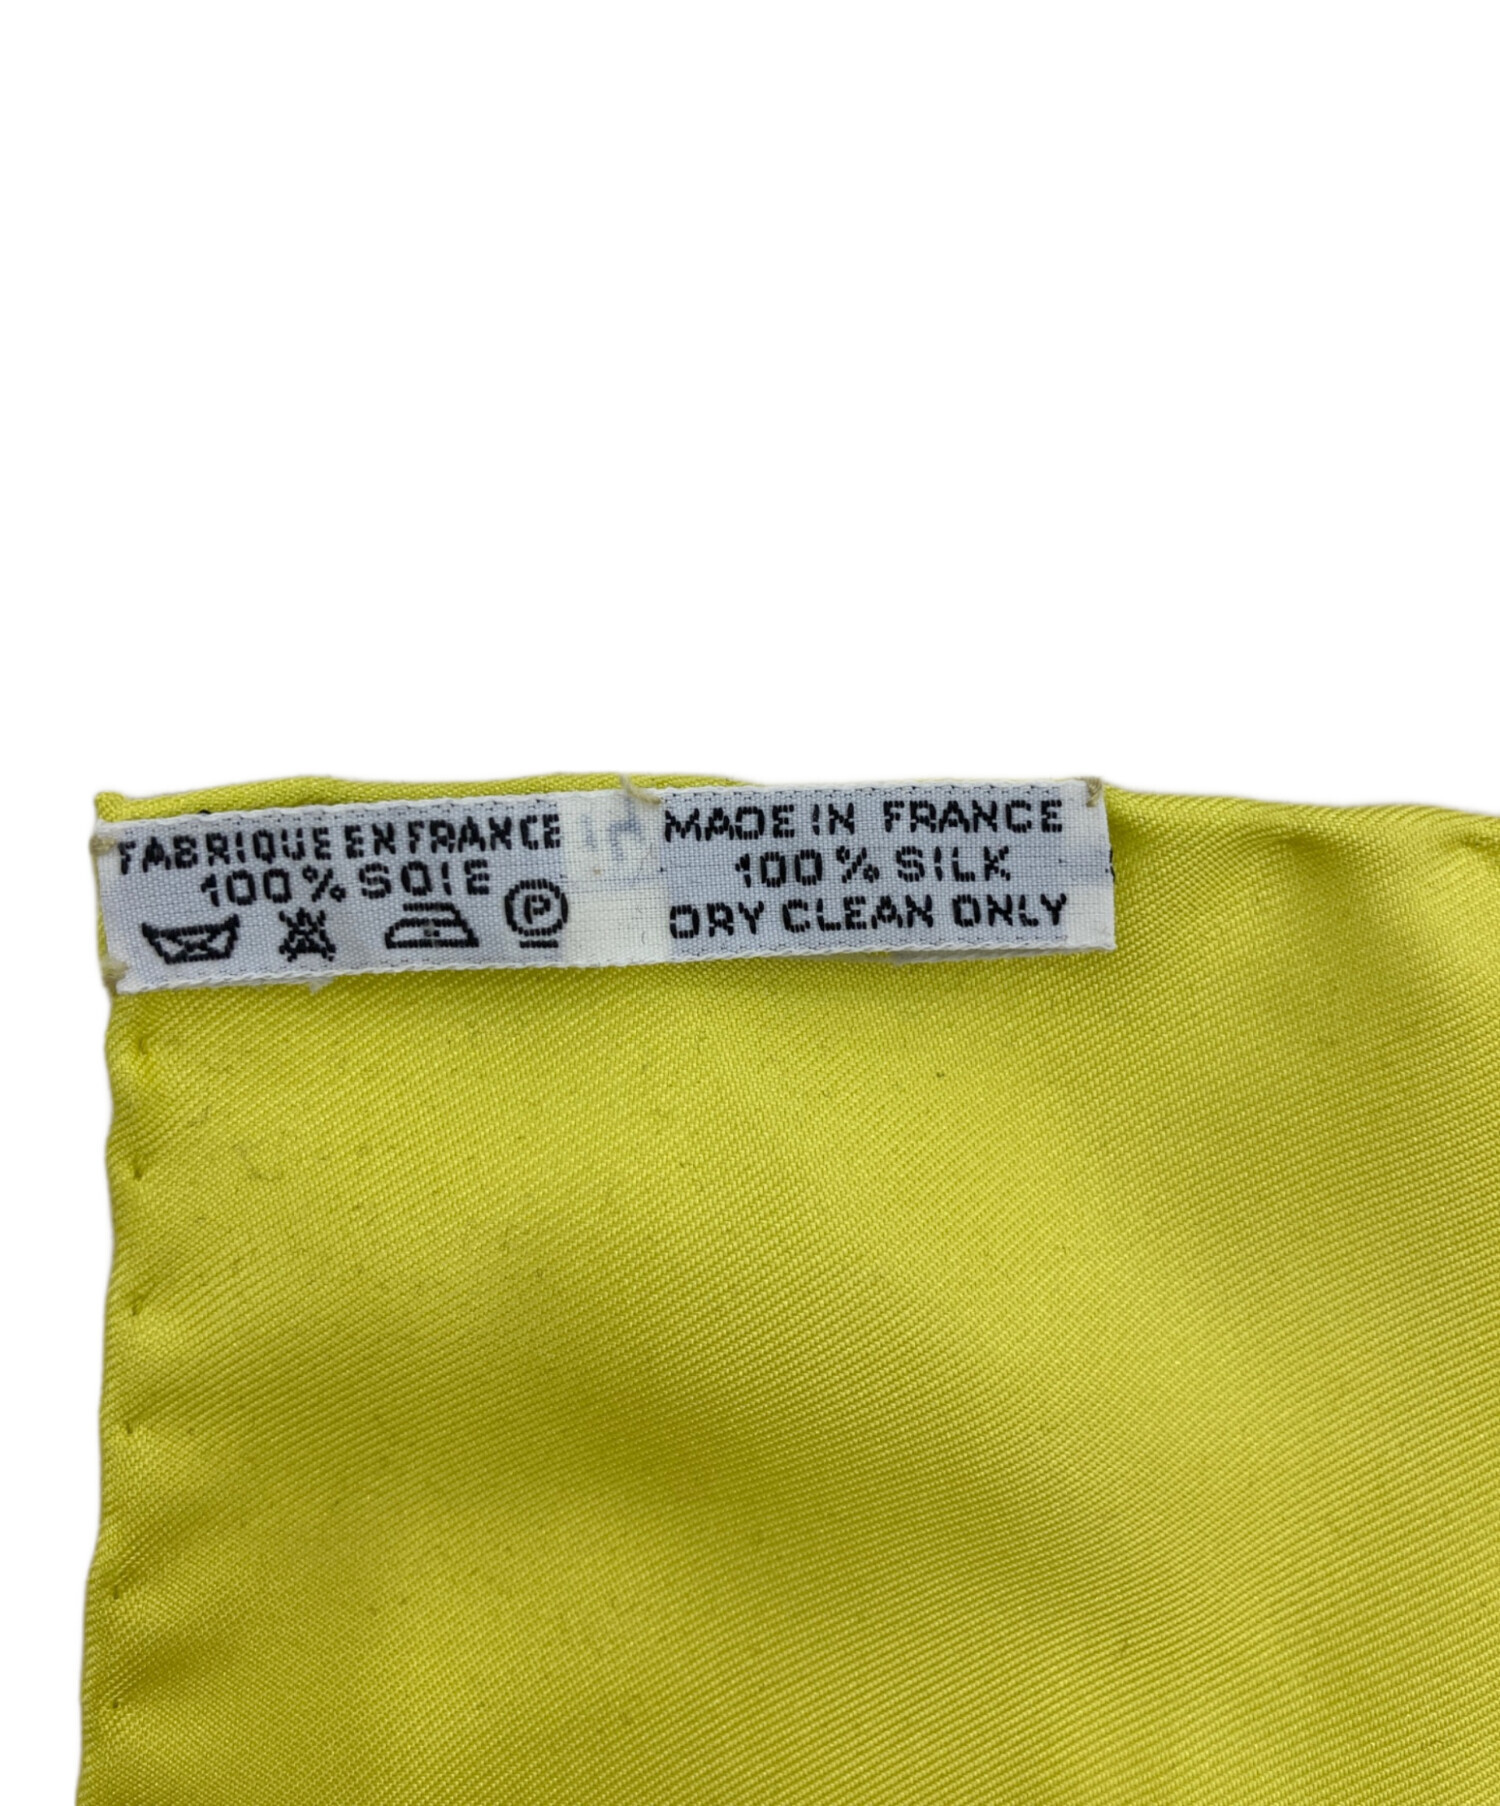 FABRIQUE EN FRANCE
100% SOIE
P
MADE IN FRANCE
100% SILK
DRY CLEAN ONLY